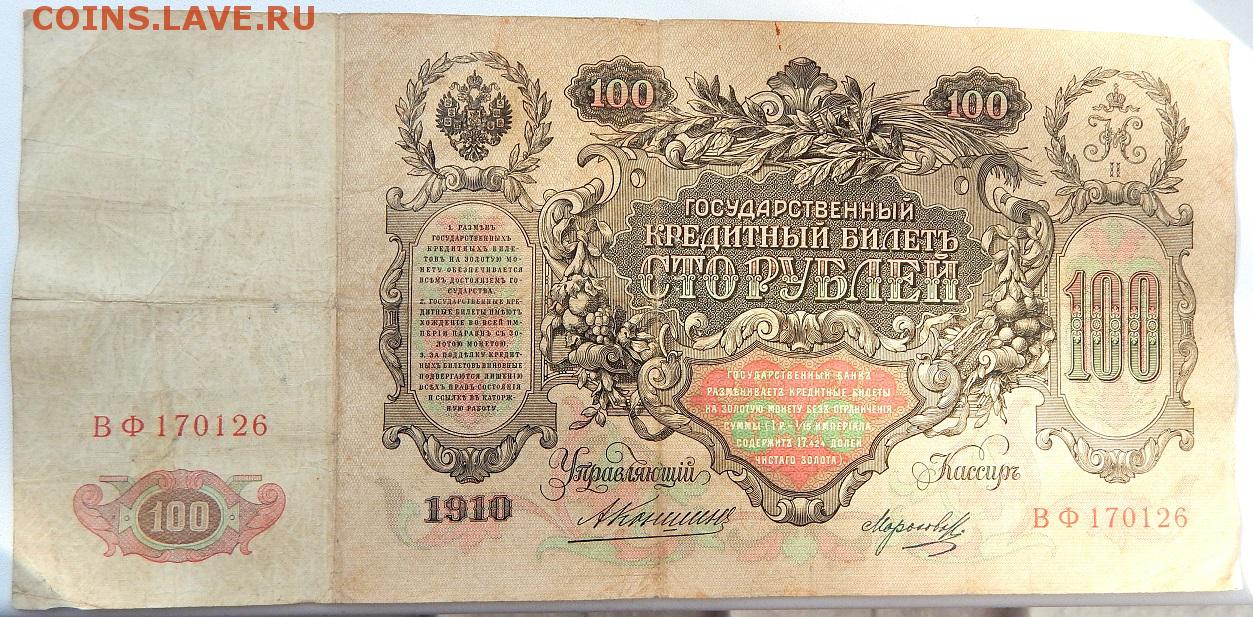 COINS.LAVE.RU
100
100
II
ГОСУДАРСТВЕННЫЙ
КРЕДИТНЫЙ БИЛЕТЪ
СТО РУБЛЕЙ
1. РАЗМѢНЪ
ГОСУДАРСТВЕННЫХЪ
КРЕДИТНЫХЪ БИЛЕ-
ТОВЪ НА ЗОЛОТУЮ МО-
НЕТУ ОБЕЗПЕЧИВАЕТСЯ
ВСѢМЪ ДОСТОЯНІЕМЪ ГО-
СУДАРСТВА.
2. ГОСУДАРСТВЕННЫЕ КРЕ-
ДИТНЫЕ БИЛЕТЫ ИМѢЮТЪ
ХОЖДЕНІЕ ВО ВСЕЙ ИМ-
ПЕРІИ НАРАВНѢ СЪ ЗО-
ЛОТОЮ МОНЕТОЮ.
3. ЗА ПОДДѢЛКУ КРЕДИТ-
НЫХЪ БИЛЕТОВЪ ВИНОВНЫЕ
ПОДВЕРГАЮТСЯ ЛИШЕНІЮ
ВСѢХЪ ПРАВЪ СОСТОЯНІЯ
И ССЫЛКѢ ВЪ КАТОРЖ-
НУЮ РАБОТУ.
100
ГОСУДАРСТВЕННЫЙ БАНКЪ
РАЗМѢНИВАЕТЪ КРЕДИТНЫЕ БИЛЕТЫ
НА ЗОЛОТУЮ МОНЕТУ БЕЗЪ ОГРАНИЧЕНІЯ
СУММЫ (1 Р. = 1/15 ИМПЕРІАЛА,
СОДЕРЖИТЪ 17,424 ДОЛЕЙ
ЧИСТАГО ЗОЛОТА).
ВФ 170126
100
Управляющій
Кассиръ
1910
АКоншинъ
ВФ 170126